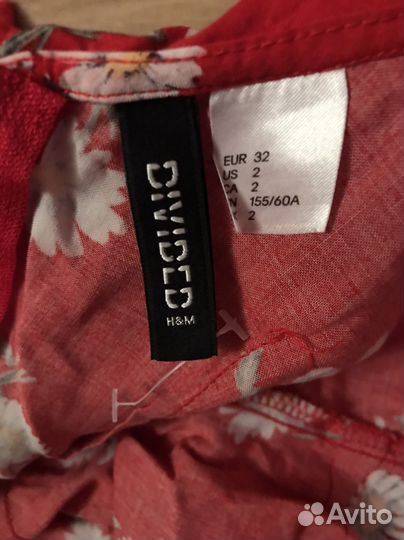 DIVIDED
H&M
EUR 32
US 2
CA 2
155/60A
2
Avito